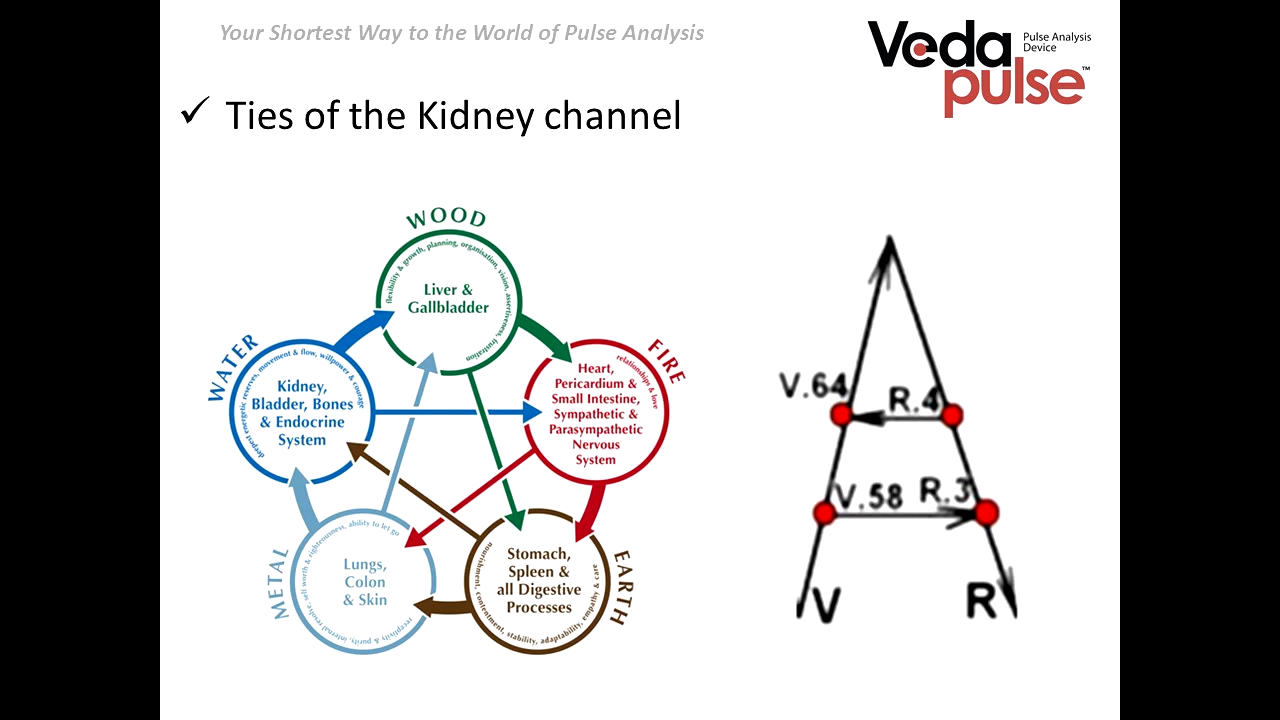 Your Shortest Way to the World of Pulse Analysis
Veda
Pulse Analysis
Device
pulse™
✓ Ties of the Kidney channel
WOOD
flexibility & growth, planning, organisation, vision, assertiveness, frustration
Liver &
Gallbladder
WATER
deepest energetic reserves, movement & flow, willpower & courage
Kidney,
Bladder, Bones
& Endocrine
System
FIRE
relationships & love
Heart,
Pericardium &
Small Intestine,
Sympathetic &
Parasympathetic
Nervous
System
METAL
receptivity & purity, internal resolve, self worth & righteousness, ability to let go
Lungs,
Colon
& Skin
EARTH
nourishment, contentment, stability, adaptability, empathy & care
Stomach,
Spleen &
all Digestive
Processes
V.64
R.4
V.58
R.3
V
R